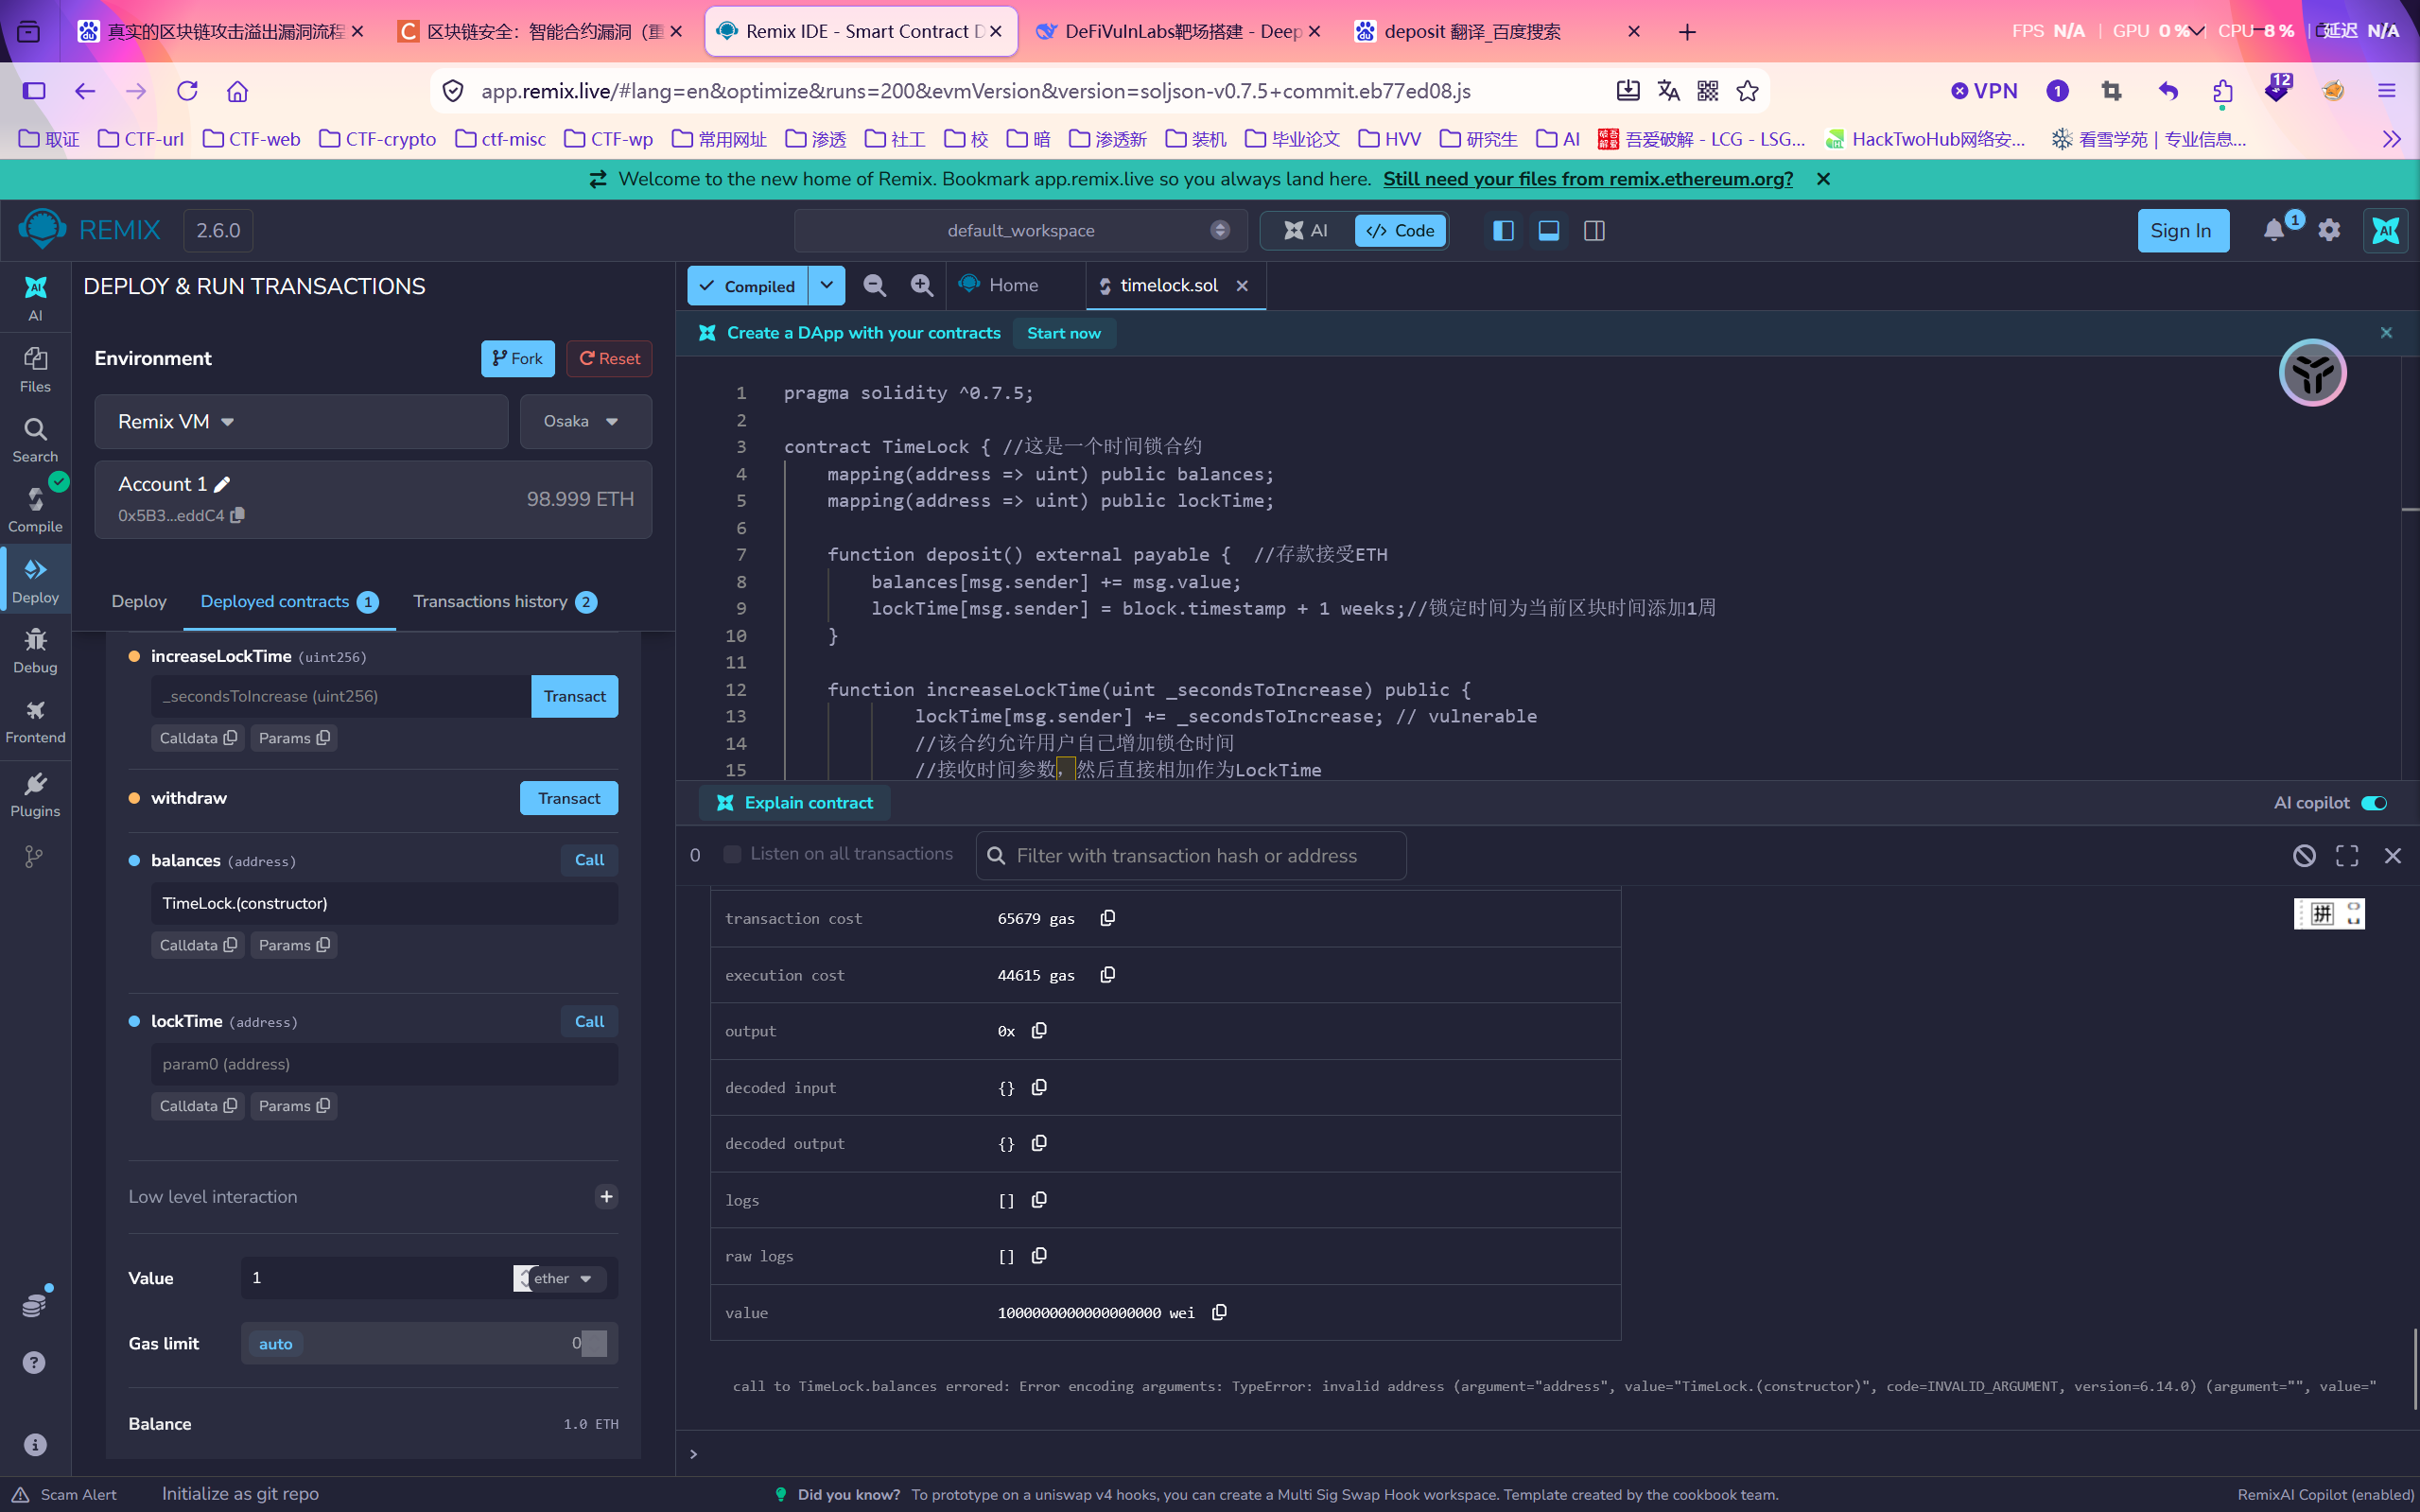 真实的区块链攻击溢出漏洞流程
区块链安全：智能合约漏洞（重
Remix IDE - Smart Contract D
DeFiVulnLabs靶场搭建 - Deep
deposit 翻译_百度搜索
FPS N/A | GPU 0 % CPU 8 % | 延迟 N/A
app.remix.live/#lang=en&optimize&runs=200&evmVersion&version=soljson-v0.7.5+commit.eb77ed08.js
VPN
1
12
取证 CTF-url CTF-web CTF-crypto ctf-misc CTF-wp 常用网址 渗透 社工 校 暗 渗透新 装机 毕业论文 HVV 研究生 AI 吾爱破解 - LCG - LSG... HackTwoHub网络安... 看雪学苑 | 专业信息...
Welcome to the new home of Remix. Bookmark app.remix.live so you always land here. Still need your files from remix.ethereum.org?
REMIX 2.6.0
default_workspace
AI
Code
Sign In
1
AI
AI
Files
Search
Compile
Deploy
Debug
Frontend
Plugins
DEPLOY & RUN TRANSACTIONS
Environment
Fork
Reset
Remix VM
Osaka
Account 1
98.999 ETH
0x5B3...eddC4
Deploy
Deployed contracts 1
Transactions history 2
increaseLockTime (uint256)
_secondsToIncrease (uint256)
Transact
Calldata
Params
withdraw
Transact
balances (address)
Call
TimeLock.(constructor)
Calldata
Params
lockTime (address)
Call
param0 (address)
Calldata
Params
Low level interaction
Value 1 ether
Gas limit auto 0
Balance 1.0 ETH
Compiled
Home
timelock.sol
Create a DApp with your contracts
Start now
1 pragma solidity ^0.7.5;
2
3 contract TimeLock { //这是一个时间锁合约
4 mapping(address => uint) public balances;
5 mapping(address => uint) public lockTime;
6
7 function deposit() external payable { //存款接受ETH
8 balances[msg.sender] += msg.value;
9 lockTime[msg.sender] = block.timestamp + 1 weeks;//锁定时间为当前区块时间添加1周
10 }
11
12 function increaseLockTime(uint _secondsToIncrease) public {
13 lockTime[msg.sender] += _secondsToIncrease; // vulnerable
14 //该合约允许用户自己增加锁仓时间
15 //接收时间参数，然后直接相加作为LockTime
Explain contract
AI copilot
0
Listen on all transactions
Filter with transaction hash or address
拼
transaction cost 65679 gas
execution cost 44615 gas
output 0x
decoded input {}
decoded output {}
logs []
raw logs []
value 1000000000000000000 wei
call to TimeLock.balances errored: Error encoding arguments: TypeError: invalid address (argument="address", value="TimeLock.(constructor)", code=INVALID_ARGUMENT, version=6.14.0) (argument="", value="
>
Scam Alert
Initialize as git repo
Did you know? To prototype on a uniswap v4 hooks, you can create a Multi Sig Swap Hook workspace. Template created by the cookbook team.
RemixAI Copilot (enabled)